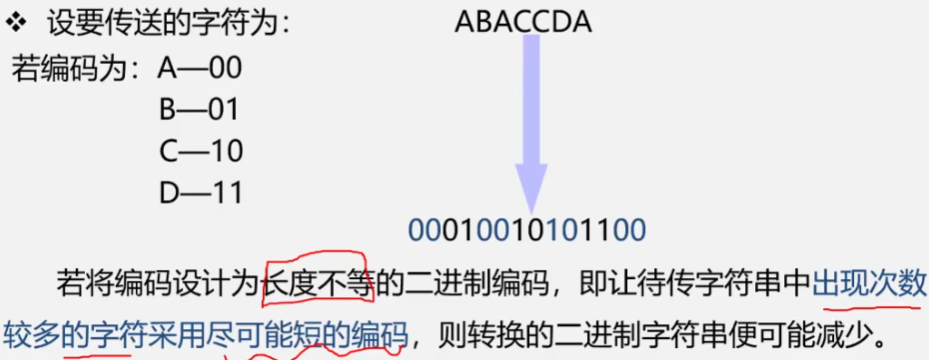 ❖ 设要传送的字符为: ABACCDA
若编码为: A—00
B—01
C—10
D—11
00010010101100
若将编码设计为长度不等的二进制编码，即让待传字符串中出现次数
较多的字符采用尽可能短的编码，则转换的二进制字符串便可能减少。